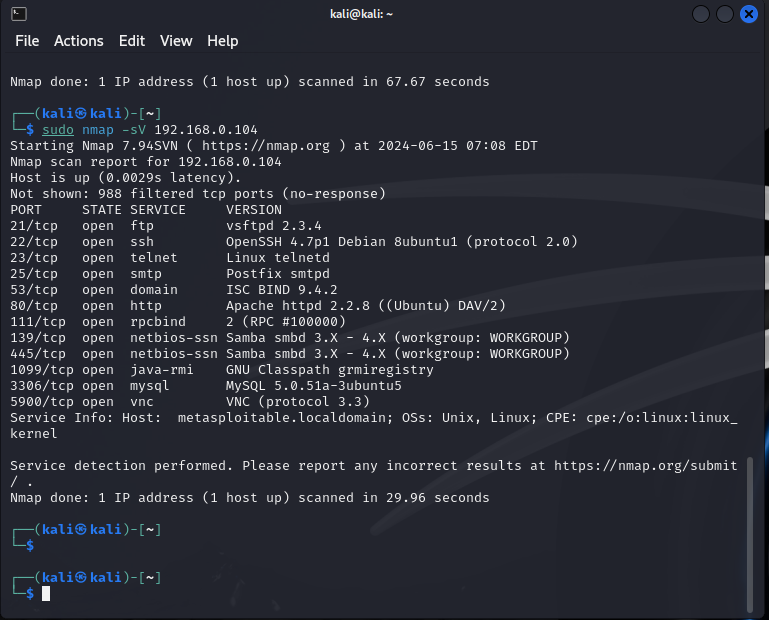 kali@kali: ~
File Actions Edit View Help
Nmap done: 1 IP address (1 host up) scanned in 67.67 seconds
┌──(kali㉿kali)-[~]
└─$ sudo nmap -sV 192.168.0.104
Starting Nmap 7.94SVN ( https://nmap.org ) at 2024-06-15 07:08 EDT
Nmap scan report for 192.168.0.104
Host is up (0.0029s latency).
Not shown: 988 filtered tcp ports (no-response)
PORT     STATE SERVICE     VERSION
21/tcp   open  ftp         vsftpd 2.3.4
22/tcp   open  ssh         OpenSSH 4.7p1 Debian 8ubuntu1 (protocol 2.0)
23/tcp   open  telnet      Linux telnetd
25/tcp   open  smtp        Postfix smtpd
53/tcp   open  domain      ISC BIND 9.4.2
80/tcp   open  http        Apache httpd 2.2.8 ((Ubuntu) DAV/2)
111/tcp  open  rpcbind     2 (RPC #100000)
139/tcp  open  netbios-ssn Samba smbd 3.X - 4.X (workgroup: WORKGROUP)
445/tcp  open  netbios-ssn Samba smbd 3.X - 4.X (workgroup: WORKGROUP)
1099/tcp open  java-rmi    GNU Classpath grmiregistry
3306/tcp open  mysql       MySQL 5.0.51a-3ubuntu5
5900/tcp open  vnc         VNC (protocol 3.3)
Service Info: Host:  metasploitable.localdomain; OSs: Unix, Linux; CPE: cpe:/o:linux:linux_
kernel
Service detection performed. Please report any incorrect results at https://nmap.org/submit
/ .
Nmap done: 1 IP address (1 host up) scanned in 29.96 seconds
┌──(kali㉿kali)-[~]
└─$
┌──(kali㉿kali)-[~]
└─$